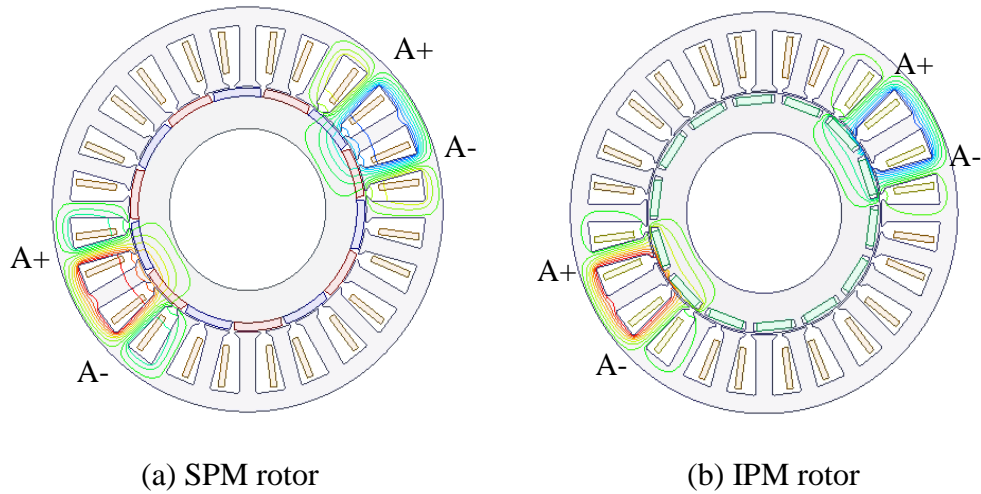 A+
A-
A+
A-
A+
A-
A+
A-
(a) SPM rotor
(b) IPM rotor